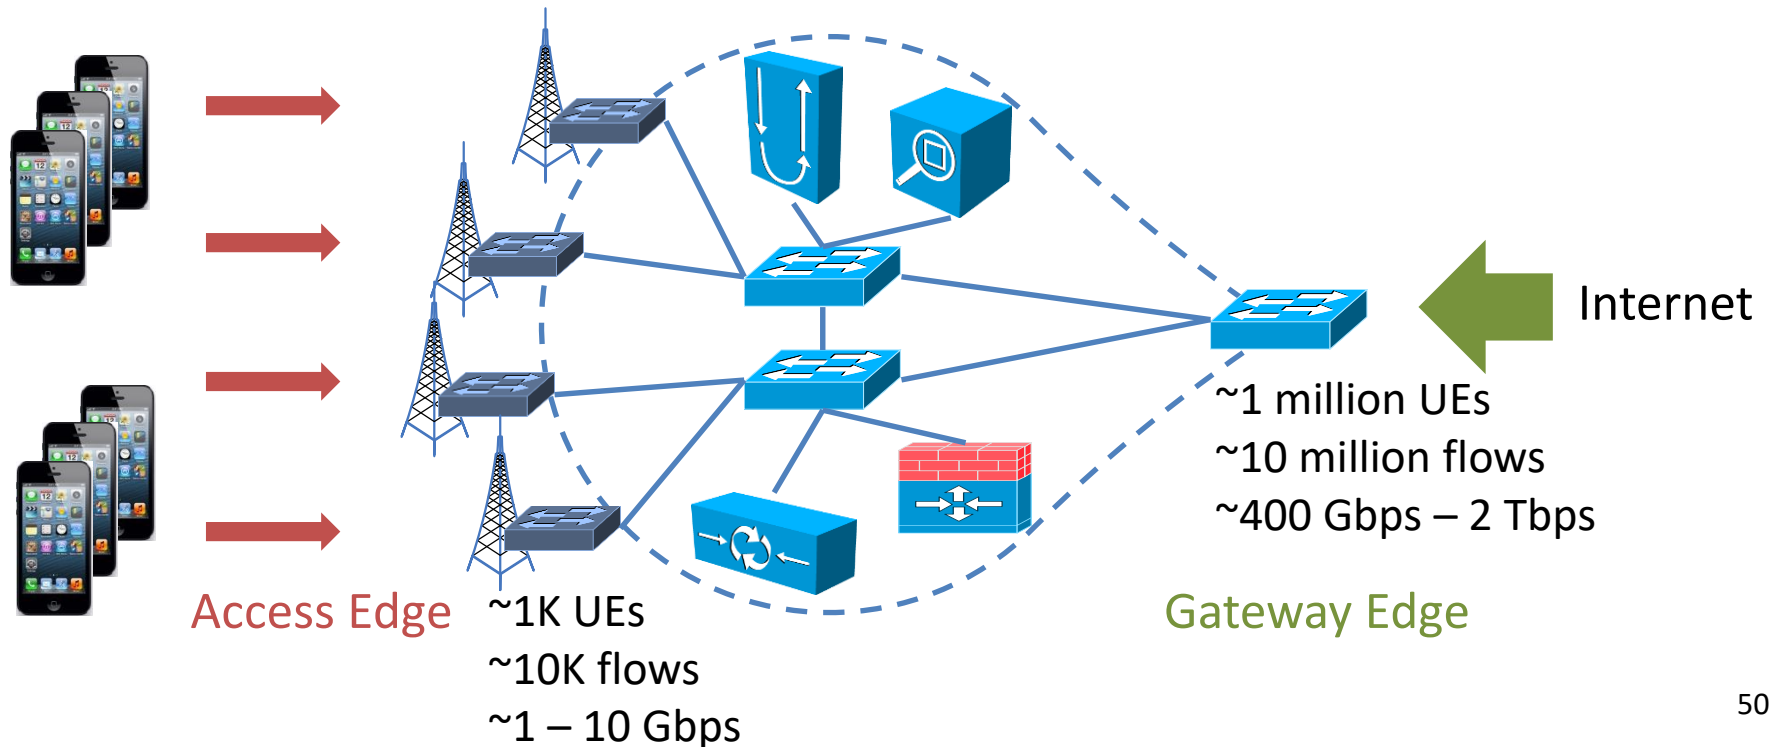 Internet
~1 million UEs
~10 million flows
~400 Gbps – 2 Tbps
Access Edge
~1K UEs
~10K flows
~1 – 10 Gbps
Gateway Edge
50